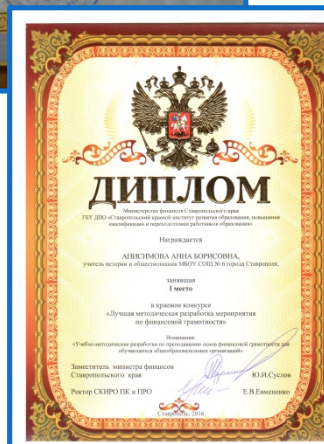 ДИПЛОМ
Министерство финансов Ставропольского края
ГБУ ДПО «Ставропольский краевой институт развития образования, повышения
квалификации и переподготовки работников образования»
Награждается
АНИСИМОВА АННА БОРИСОВНА,
учитель истории и обществознания МБОУ СОШ № 6 города Ставрополя,
занявшая
I место
в краевом конкурсе
«Лучшая методическая разработка мероприятия
по финансовой грамотности»
Номинация
«Учебно-методические разработки по преподаванию основ финансовой грамотности для
обучающихся общеобразовательных организаций»
Заместитель министра финансов
Ставропольского края Ю.И.Суслов
Ректор СКИРО ПК и ПРО Е.В.Евмененко
Ставрополь, 2016